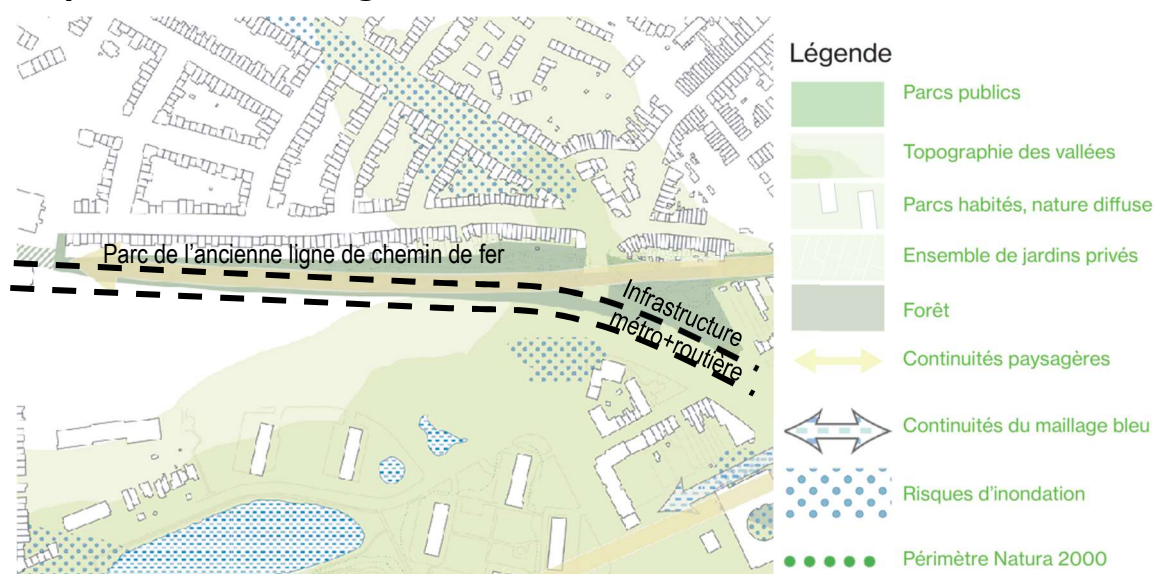 Parc de l'ancienne ligne de chemin de fer
Infrastructure
métro+routière
Légende
Parcs publics
Topographie des vallées
Parcs habités, nature diffuse
Ensemble de jardins privés
Forêt
Continuités paysagères
Continuités du maillage bleu
Risques d'inondation
Périmètre Natura 2000